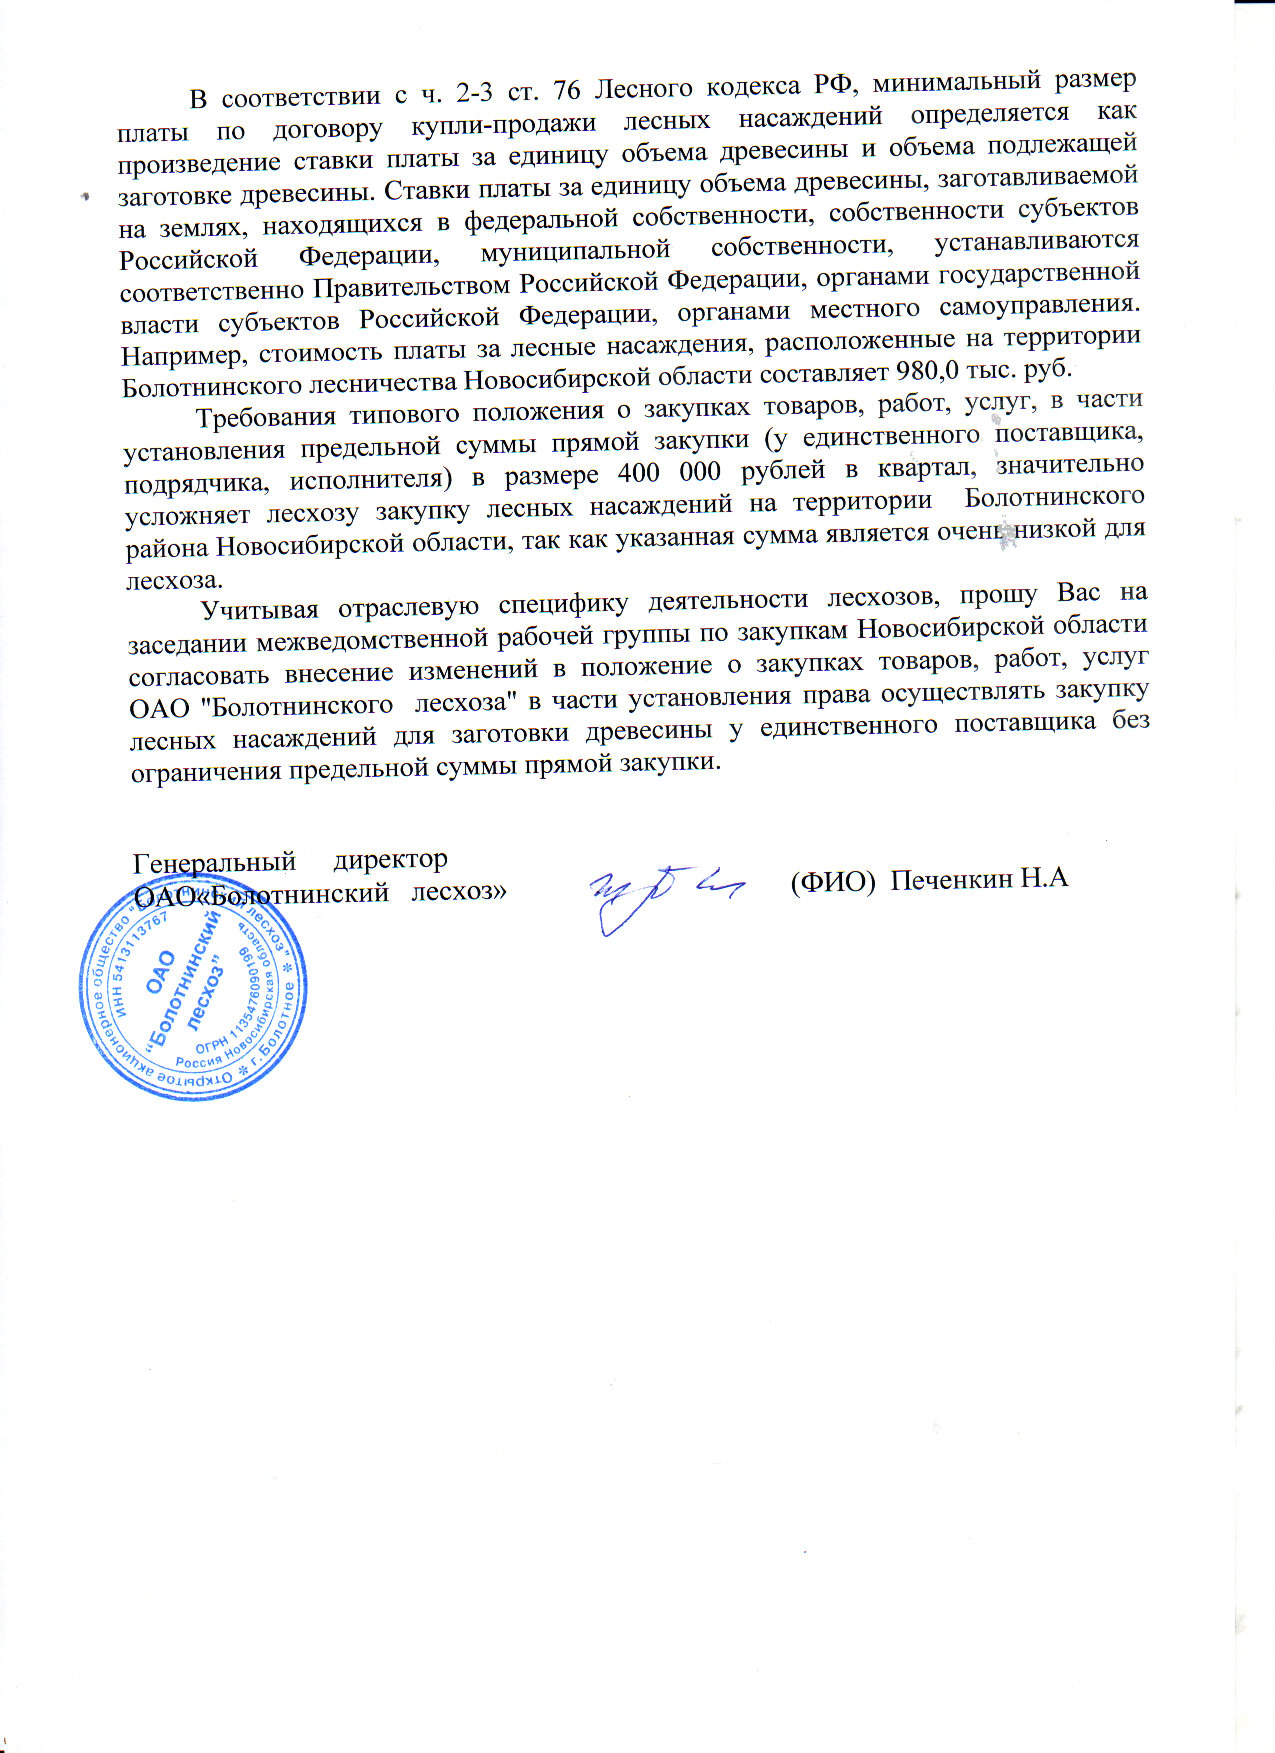 В соответствии с ч. 2-3 ст. 76 Лесного кодекса РФ, минимальный размер
платы по договору купли-продажи лесных насаждений определяется как
произведение ставки платы за единицу объема древесины и объема подлежащей
заготовке древесины. Ставки платы за единицу объема древесины, заготавливаемой
на землях, находящихся в федеральной собственности, собственности субъектов
Российской Федерации, муниципальной собственности, устанавливаются
соответственно Правительством Российской Федерации, органами государственной
власти субъектов Российской Федерации, органами местного самоуправления.
Например, стоимость платы за лесные насаждения, расположенные на территории
Болотнинского лесничества Новосибирской области составляет 980,0 тыс. руб.
Требования типового положения о закупках товаров, работ, услуг, в части
установления предельной суммы прямой закупки (у единственного поставщика,
подрядчика, исполнителя) в размере 400 000 рублей в квартал, значительно
усложняет лесхозу закупку лесных насаждений на территории Болотнинского
района Новосибирской области, так как указанная сумма является очень низкой для
лесхоза.
Учитывая отраслевую специфику деятельности лесхозов, прошу Вас на
заседании межведомственной рабочей группы по закупкам Новосибирской области
согласовать внесение изменений в положение о закупках товаров, работ, услуг
ОАО "Болотнинского лесхоза" в части установления права осуществлять закупку
лесных насаждений для заготовки древесины у единственного поставщика без
ограничения предельной суммы прямой закупки.
Генеральный директор
ОАО«Болотнинский лесхоз» (ФИО) Печенкин Н.А
Открытое акционерное общество "Болотнинский лесхоз" * г. Болотное *
ИНН 5413113767
ОГРН 1135476090199
Россия Новосибирская область
ОАО
“Болотнинский
лесхоз”